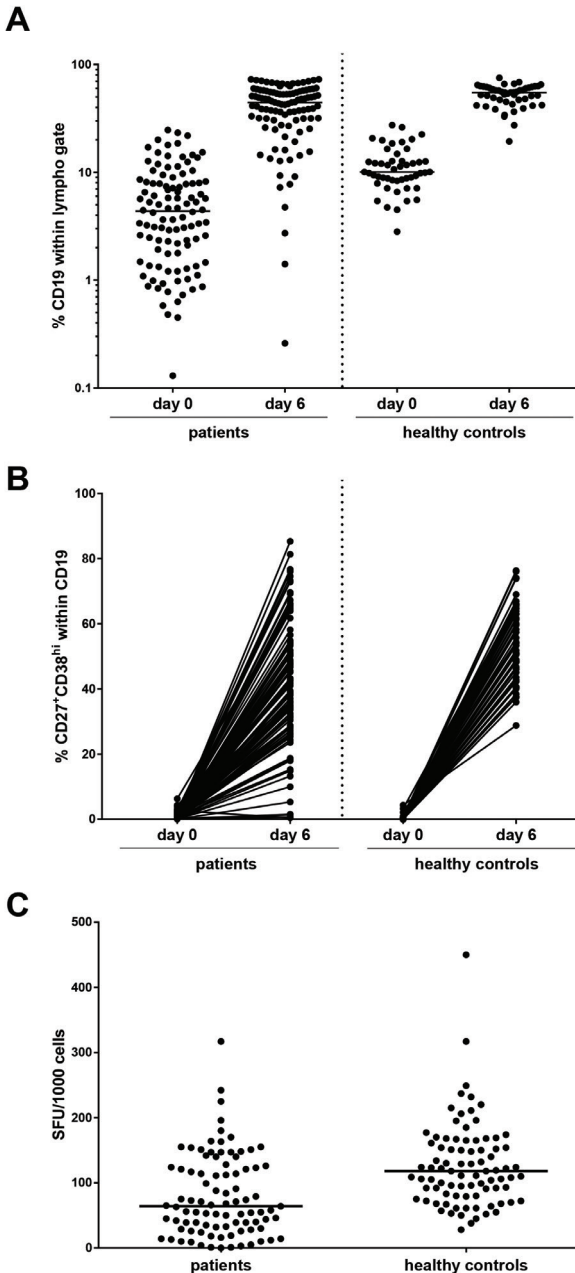 A
% CD19 within lympho gate
100
10
1
0.1
day 0 day 6 day 0 day 6
patients healthy controls
B
% CD27+CD38hi within CD19
100
80
60
40
20
0
day 0 day 6 day 0 day 6
patients healthy controls
C
SFU/1000 cells
500
400
300
200
100
0
patients healthy controls